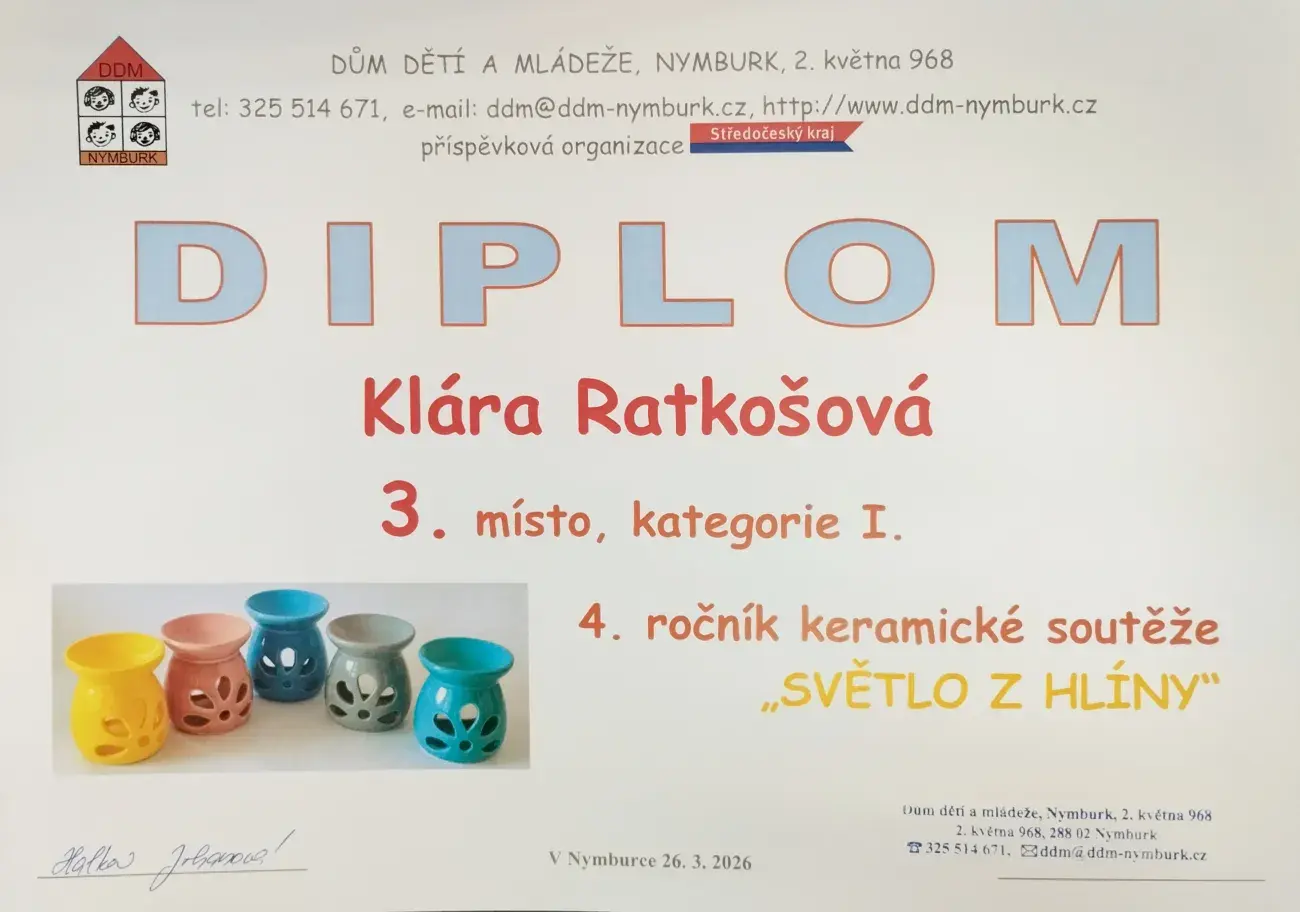 DDM
NYMBURK
DŮM DĚTÍ A MLÁDEŽE, NYMBURK, 2. května 968
tel: 325 514 671, e-mail: ddm@ddm-nymburk.cz, http://www.ddm-nymburk.cz
příspěvková organizace Středočeský kraj
DIPLOM
Klára Ratkošová
3. místo, kategorie I.
4. ročník keramické soutěže
„SVĚTLO Z HLÍNY“
V Nymburce 26. 3. 2026
Dům dětí a mládeže, Nymburk, 2. května 968
2. května 968, 288 02 Nymburk
☎ 325 514 671, ✉ddm@ddm-nymburk.cz